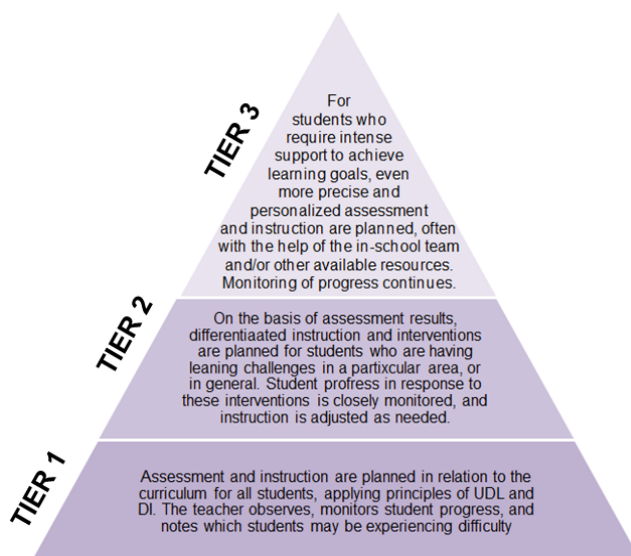 TIER 3
For
students who
require intense
support to achieve
learning goals, even
more precise and
personalized assessment
and instruction are planned, often
with the help of the in-school team
and/or other available resources.
Monitoring of progress continues.
TIER 2
On the basis of assessment results,
differentiaated instruction and interventions
are planned for students who are having
leaning challenges in a partixcular area, or
in general. Student profress in response to
these interventions is closely monitored, and
instruction is adjusted as needed.
TIER 1
Assessment and instruction are planned in relation to the
curriculum for all students, applying principles of UDL and
DI. The teacher observes, monitors student progress, and
notes which students may be experiencing difficulty